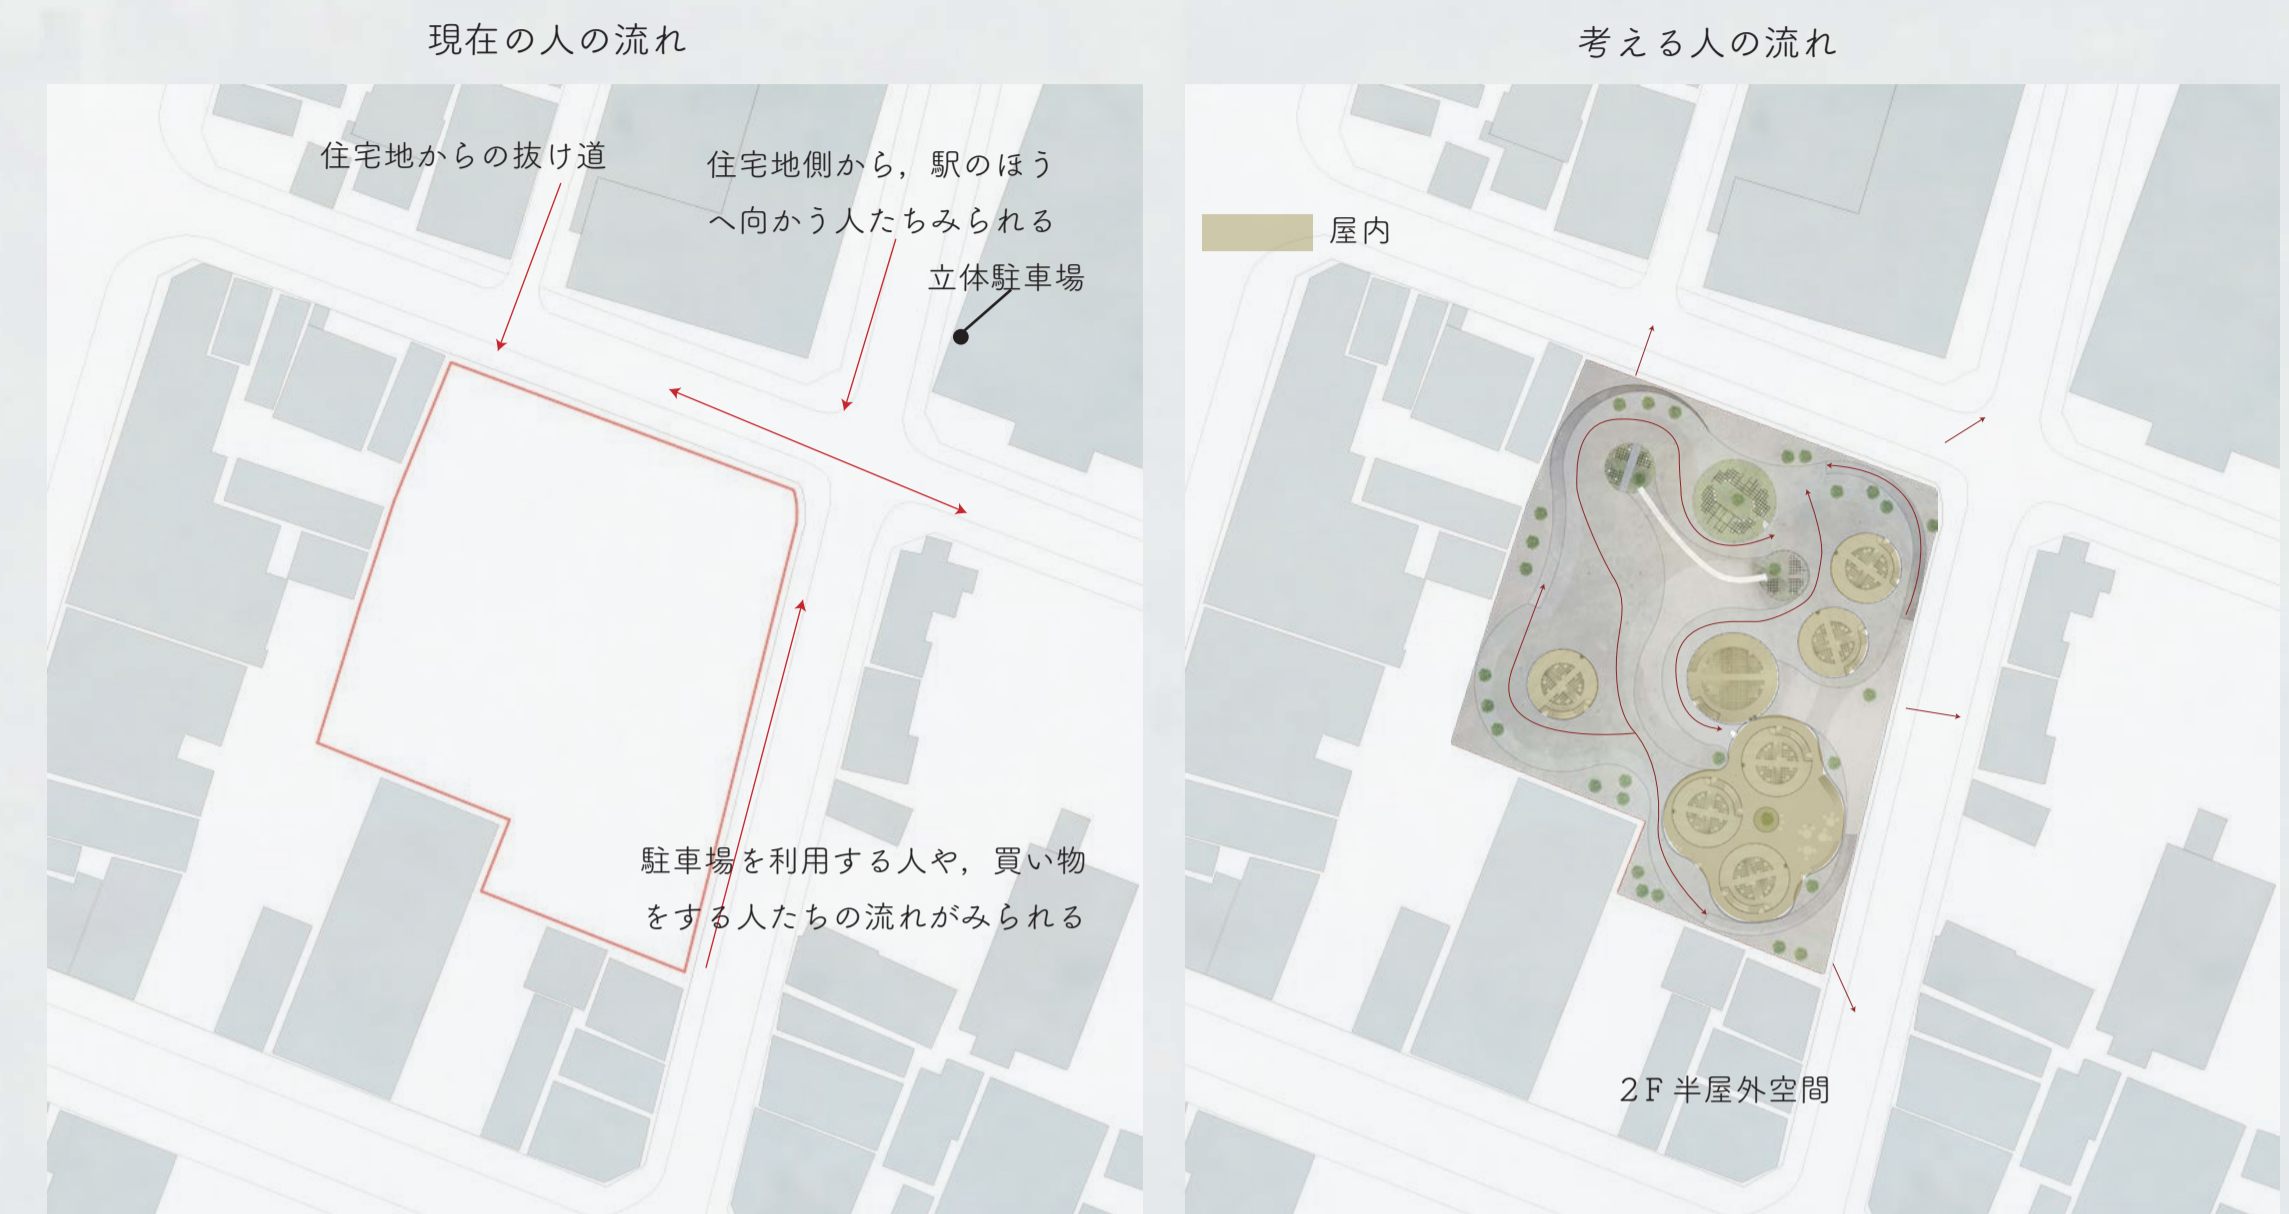 現在の人の流れ
住宅地からの抜け道
住宅地側から，駅のほう
へ向かう人たちみられる
立体駐車場
駐車場を利用する人や，買い物
をする人たちの流れがみられる
考える人の流れ
屋内
２F 半屋外空間